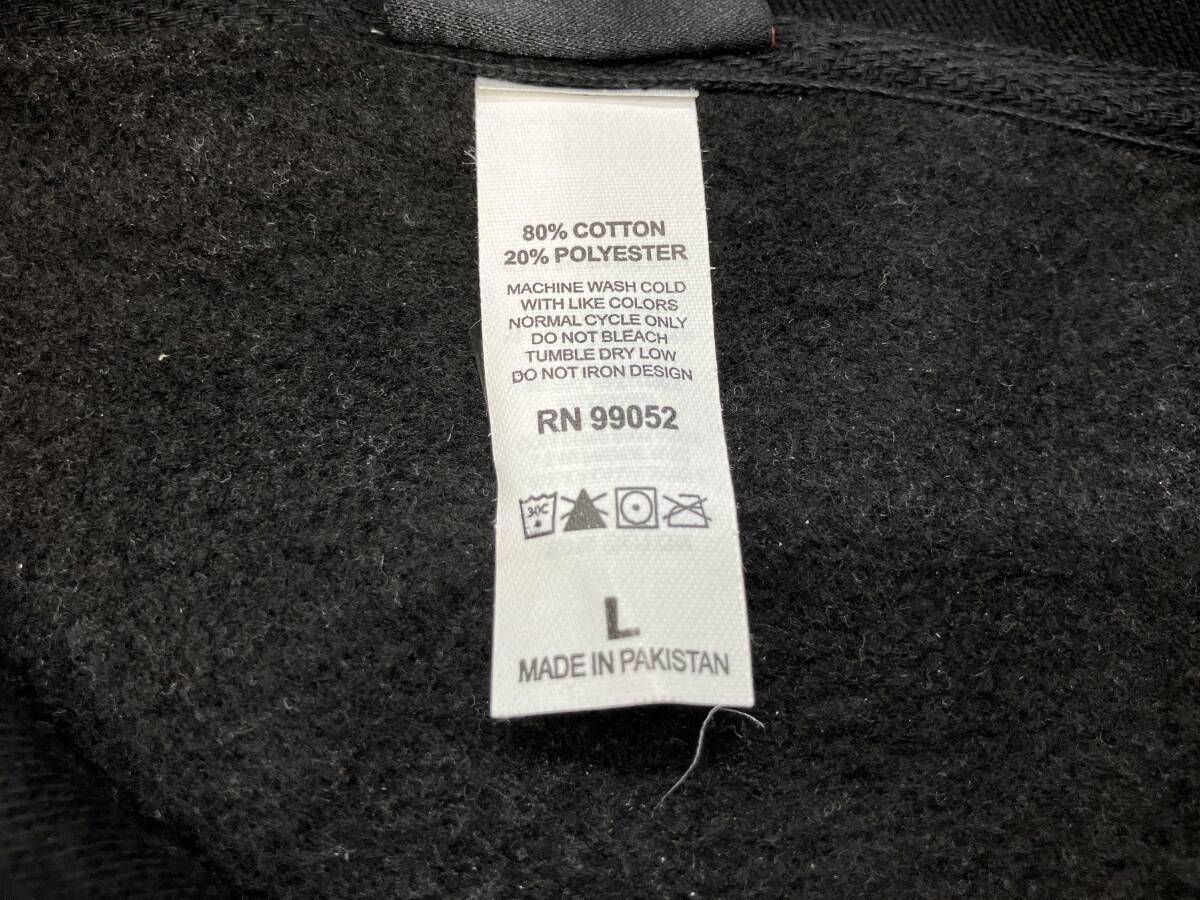 80% COTTON
20% POLYESTER
MACHINE WASH COLD
WITH LIKE COLORS
NORMAL CYCLE ONLY
DO NOT BLEACH
TUMBLE DRY LOW
DO NOT IRON DESIGN
RN 99052
30C
L
MADE IN PAKISTAN